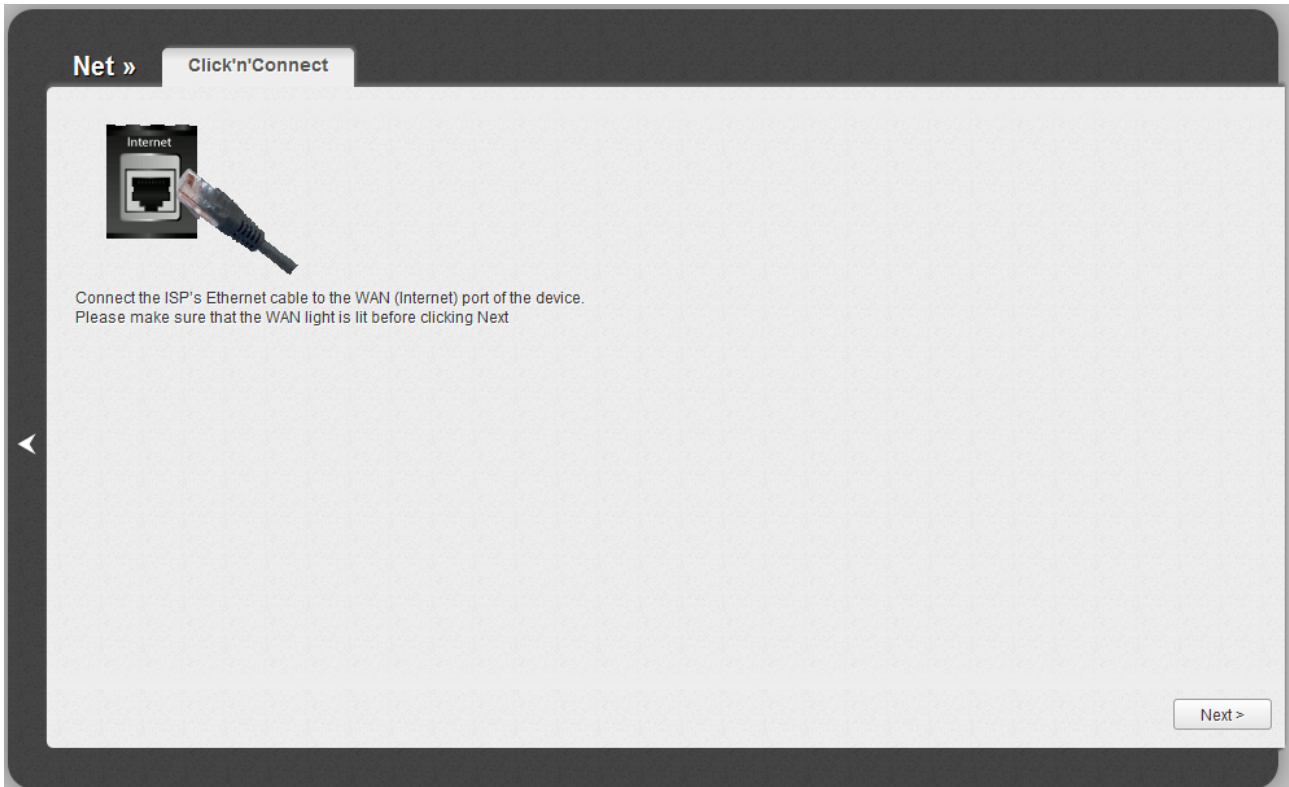 Net »
Click'n'Connect
Internet
Connect the ISP's Ethernet cable to the WAN (Internet) port of the device.
Please make sure that the WAN light is lit before clicking Next
Next >